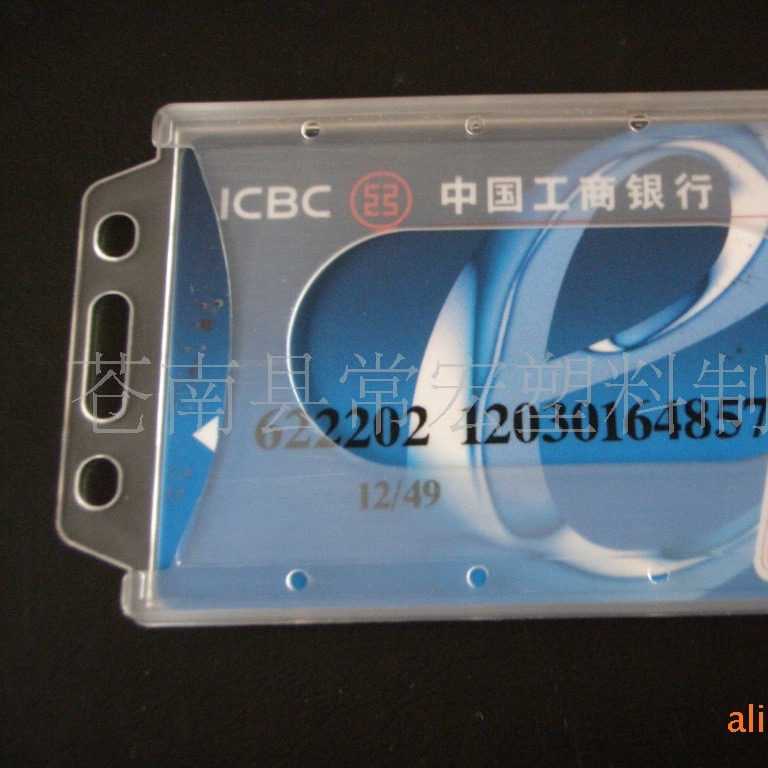 ICBC 中国工商银行
苍南县常宏塑料制
622202 12030164857
12/49
ali